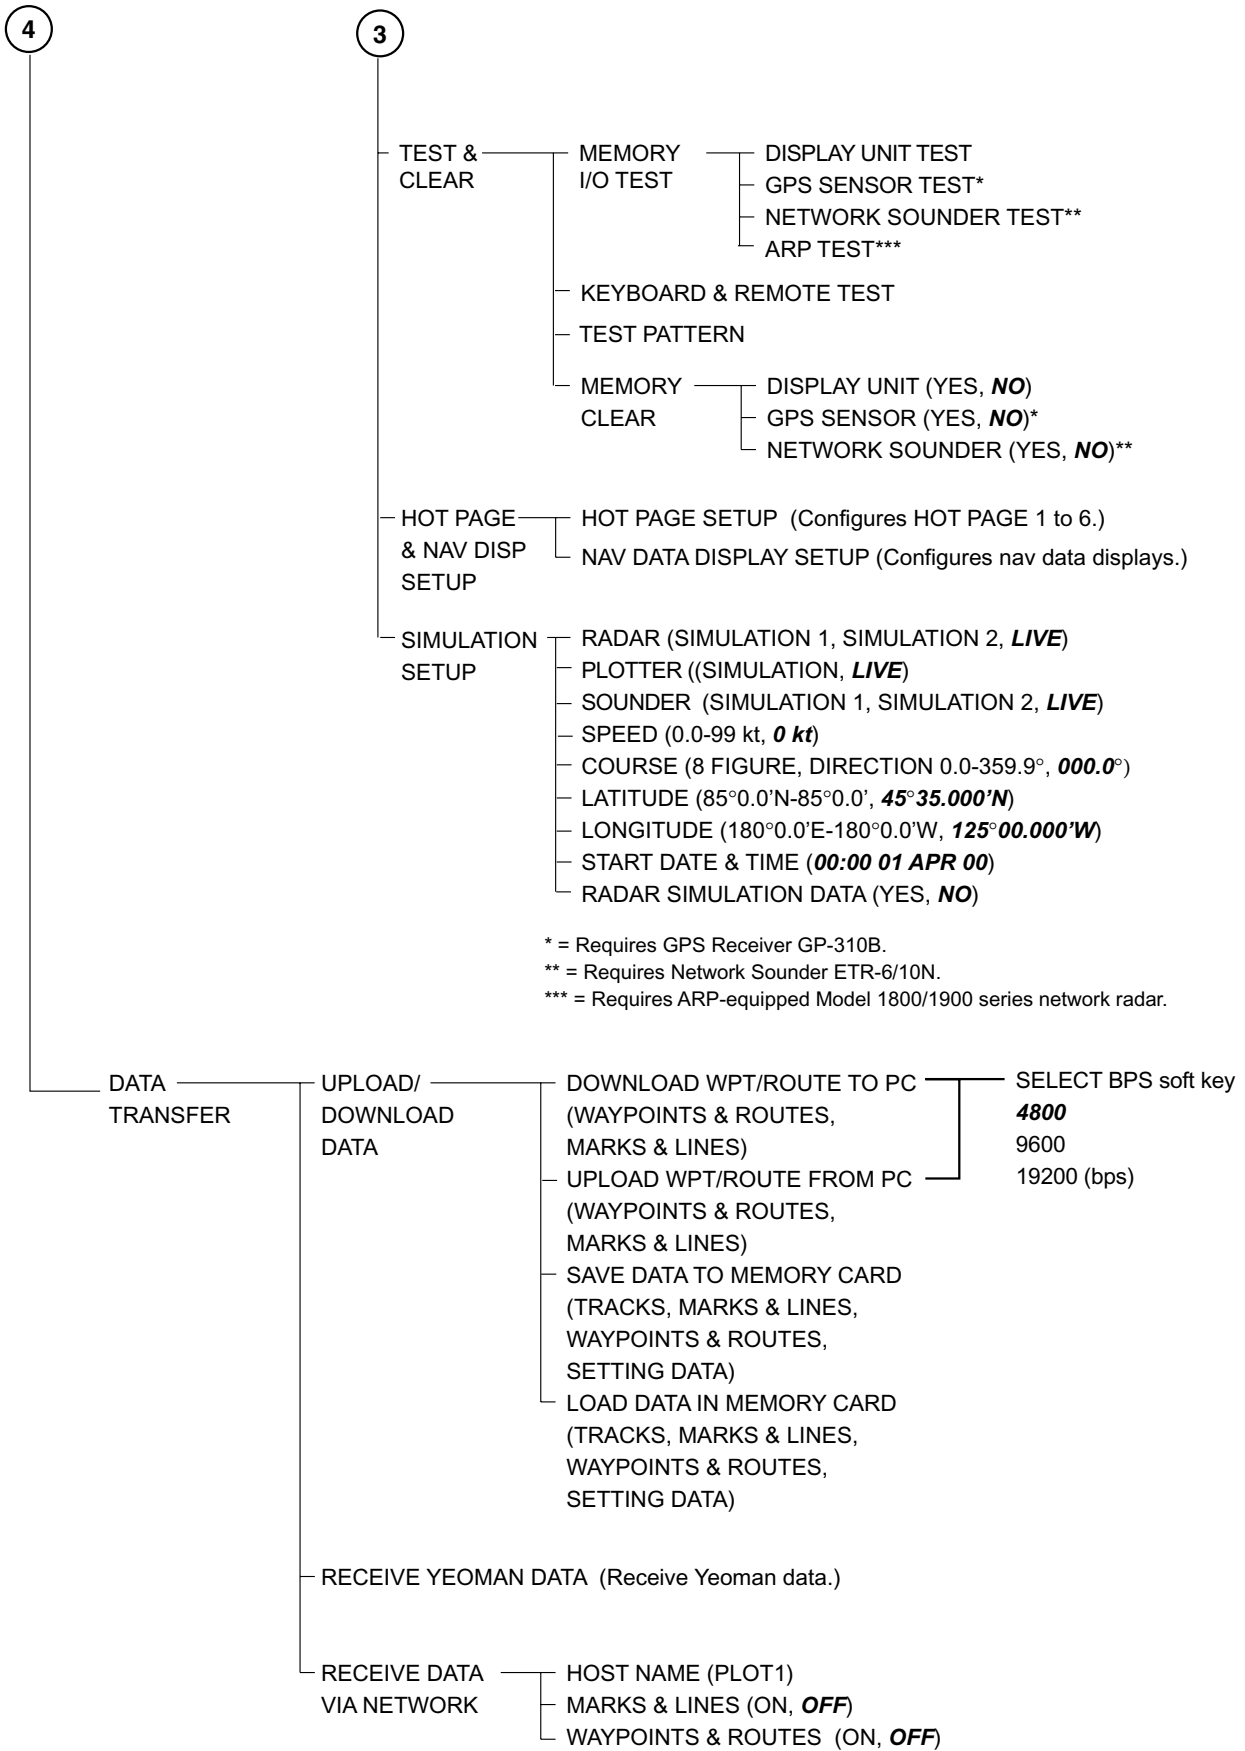 4
3
TEST &
CLEAR
MEMORY
I/O TEST
DISPLAY UNIT TEST
GPS SENSOR TEST*
NETWORK SOUNDER TEST**
ARP TEST***
KEYBOARD & REMOTE TEST
TEST PATTERN
MEMORY
CLEAR
DISPLAY UNIT (YES, NO)
GPS SENSOR (YES, NO)*
NETWORK SOUNDER (YES, NO)**
HOT PAGE
& NAV DISP
SETUP
HOT PAGE SETUP (Configures HOT PAGE 1 to 6.)
NAV DATA DISPLAY SETUP (Configures nav data displays.)
SIMULATION
SETUP
RADAR (SIMULATION 1, SIMULATION 2, LIVE)
PLOTTER ((SIMULATION, LIVE)
SOUNDER (SIMULATION 1, SIMULATION 2, LIVE)
SPEED (0.0-99 kt, 0 kt)
COURSE (8 FIGURE, DIRECTION 0.0-359.9°, 000.0°)
LATITUDE (85°0.0’N-85°0.0’, 45°35.000’N)
LONGITUDE (180°0.0’E-180°0.0’W, 125°00.000’W)
START DATE & TIME (00:00 01 APR 00)
RADAR SIMULATION DATA (YES, NO)
* = Requires GPS Receiver GP-310B.
** = Requires Network Sounder ETR-6/10N.
*** = Requires ARP-equipped Model 1800/1900 series network radar.
DATA
TRANSFER
UPLOAD/
DOWNLOAD
DATA
DOWNLOAD WPT/ROUTE TO PC
(WAYPOINTS & ROUTES,
MARKS & LINES)
UPLOAD WPT/ROUTE FROM PC
(WAYPOINTS & ROUTES,
MARKS & LINES)
SELECT BPS soft key
4800
9600
19200 (bps)
SAVE DATA TO MEMORY CARD
(TRACKS, MARKS & LINES,
WAYPOINTS & ROUTES,
SETTING DATA)
LOAD DATA IN MEMORY CARD
(TRACKS, MARKS & LINES,
WAYPOINTS & ROUTES,
SETTING DATA)
RECEIVE YEOMAN DATA (Receive Yeoman data.)
RECEIVE DATA
VIA NETWORK
HOST NAME (PLOT1)
MARKS & LINES (ON, OFF)
WAYPOINTS & ROUTES (ON, OFF)